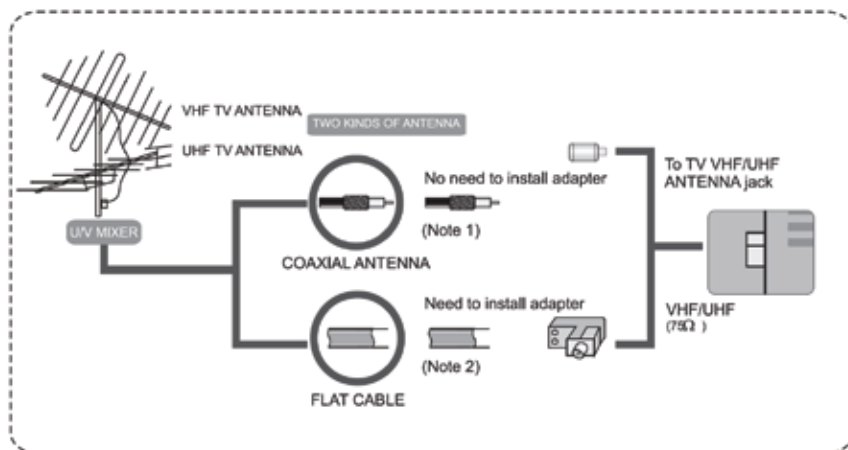 VHF TV ANTENNA
UHF TV ANTENNA
U/V MIXER
TWO KINDS OF ANTENNA
No need to install adapter
(Note 1)
COAXIAL ANTENNA
Need to install adapter
(Note 2)
FLAT CABLE
To TV VHF/UHF
ANTENNA jack
VHF/UHF
(75Ω )